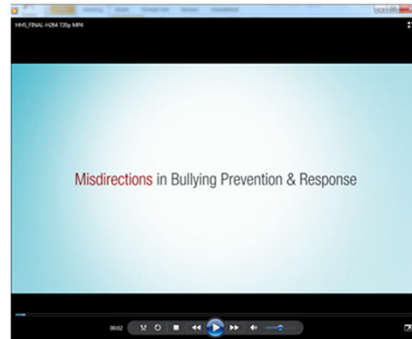 HHS_FINAL-H264 720p MP4
Misdirections in Bullying Prevention & Response
00:02